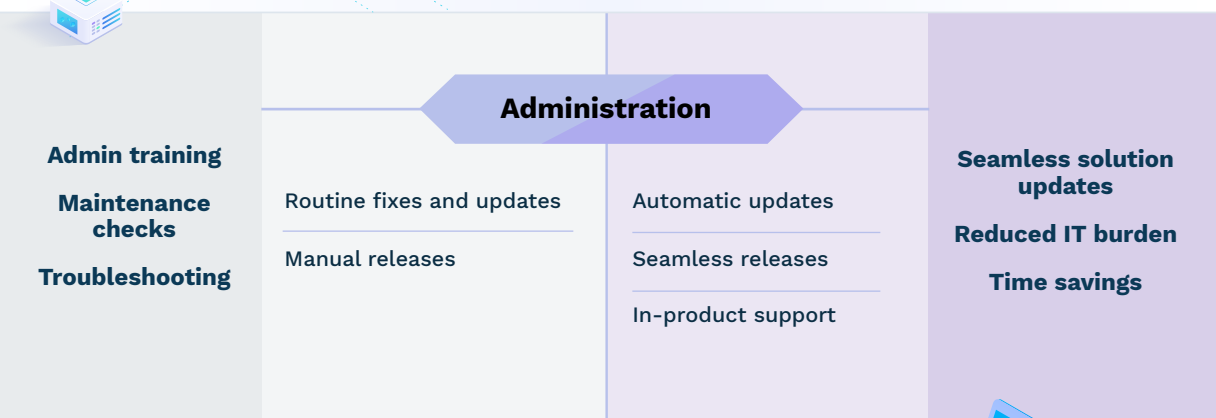 Administration
Admin training
Maintenance
checks
Troubleshooting
Routine fixes and updates
Manual releases
Automatic updates
Seamless releases
In-product support
Seamless solution
updates
Reduced IT burden
Time savings